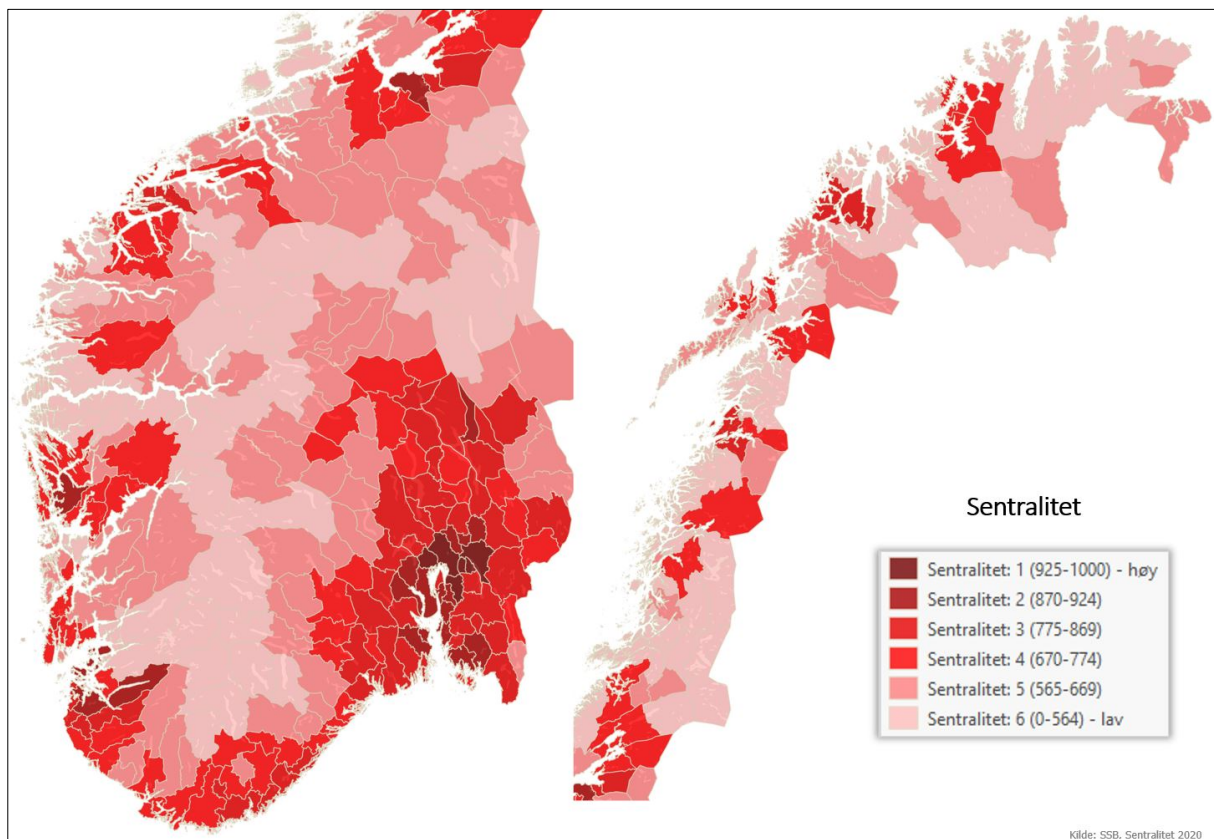 Sentralitet
Sentralitet: 1 (925-1000) - høy
Sentralitet: 2 (870-924)
Sentralitet: 3 (775-869)
Sentralitet: 4 (670-774)
Sentralitet: 5 (565-669)
Sentralitet: 6 (0-564) - lav
Kilde: SSB. Sentralitet 2020